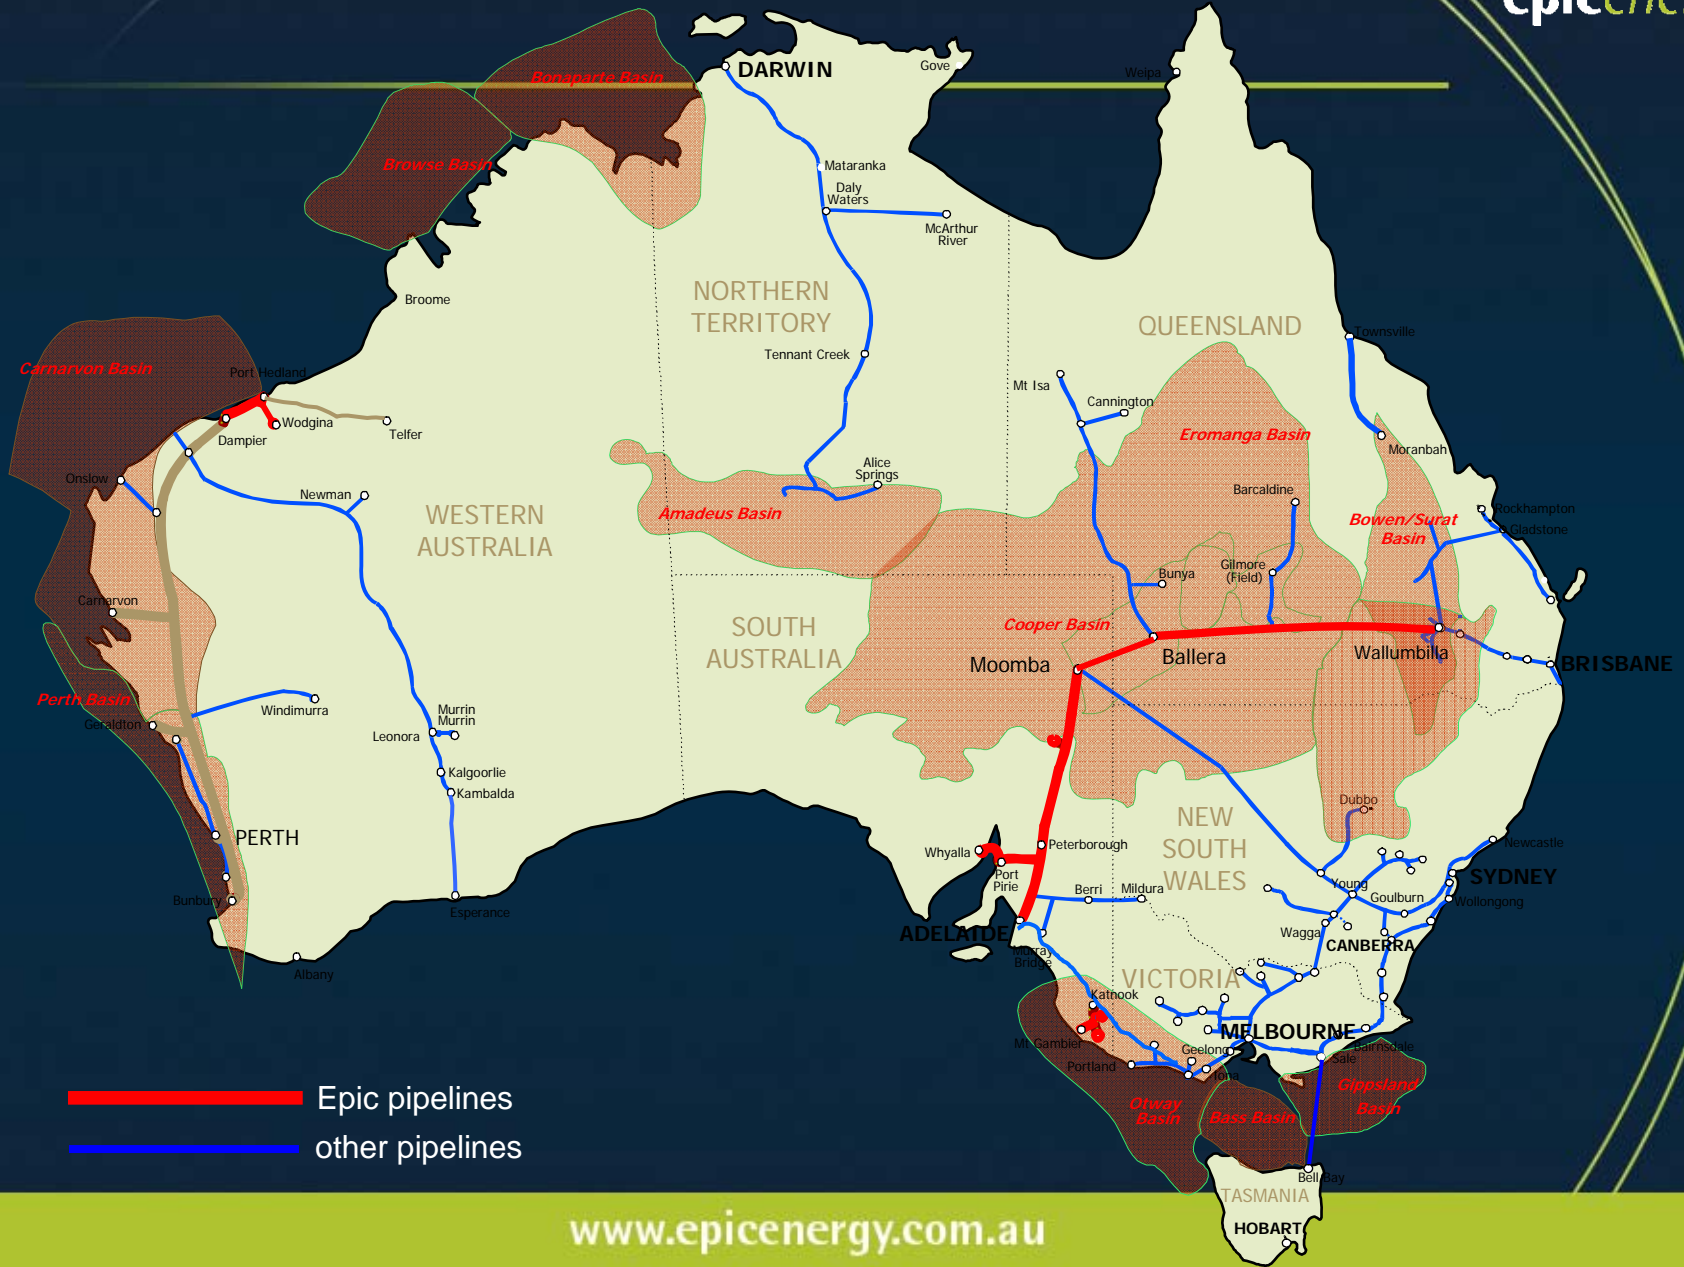 epicene
DARWIN
Gove
Weipa
Bonaparte Basin
Browse Basin
Mataranka
Daly
Waters
McArthur
River
Broome
NORTHERN
TERRITORY
QUEENSLAND
Townsville
Tennant Creek
Mt Isa
Cannington
Carnarvon Basin
Port Hedland
Wodgina
Dampier
Telfer
Eromanga Basin
Moranbah
Onslow
Newman
Alice
Springs
Barcaldine
Amadeus Basin
WESTERN
AUSTRALIA
Bowen/Surat
Basin
Rockhampton
Gladstone
Bunya
Gilmore
(Field)
Carnarvon
Cooper Basin
SOUTH
AUSTRALIA
Moomba
Ballera
Wallumbilla
BRISBANE
Perth Basin
Geraldton
Windimurra
Murrin
Murrin
Leonora
Kalgoorlie
Kambalda
PERTH
Bunbury
Esperance
Albany
Dubbo
NEW
SOUTH
WALES
Peterborough
Whyalla
Port
Pirie
Berri
Mildura
Newcastle
SYDNEY
Young
Goulburn
Wollongong
Wagga
CANBERRA
ADELAIDE
Murray
Bridge
VICTORIA
Katnook
Mt Gambier
MELBOURNE
Geelong
Bairnsdale
Sale
Portland
Iona
Otway
Basin
Bass Basin
Gippsland
Basin
Epic pipelines
other pipelines
Bell Bay
TASMANIA
HOBART
www.epicenergy.com.au